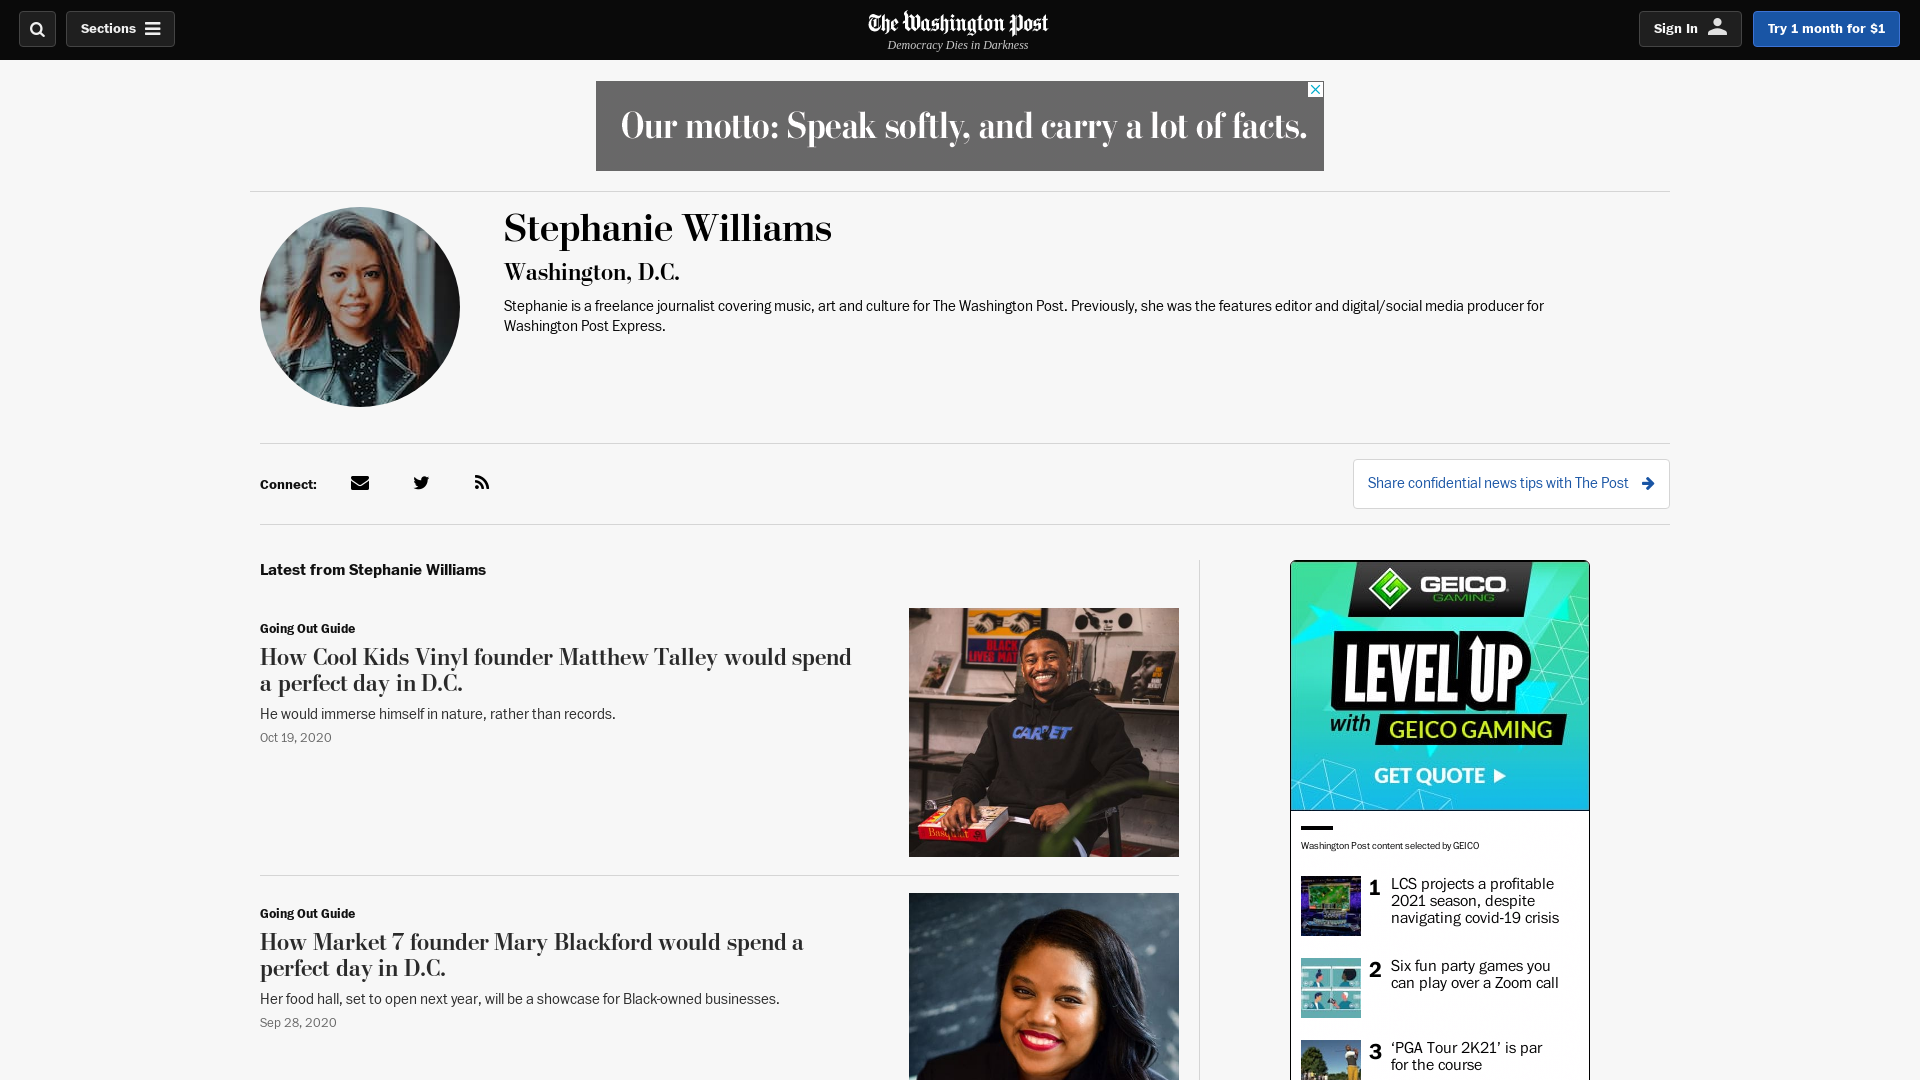 Sections
The Washington Post
Democracy Dies in Darkness
Sign In
Try 1 month for $1
Our motto: Speak softly, and carry a lot of facts.
Stephanie Williams
Washington, D.C.
Stephanie is a freelance journalist covering music, art and culture for The Washington Post. Previously, she was the features editor and digital/social media producer for
Washington Post Express.
Connect:
Share confidential news tips with The Post
Latest from Stephanie Williams
Going Out Guide
How Cool Kids Vinyl founder Matthew Talley would spend
a perfect day in D.C.
He would immerse himself in nature, rather than records.
Oct 19, 2020
BLACK
LIVES MAT
CARPET
Basquiat
Going Out Guide
How Market 7 founder Mary Blackford would spend a
perfect day in D.C.
Her food hall, set to open next year, will be a showcase for Black-owned businesses.
Sep 28, 2020
GEICO
GAMING
LEVEL UP
with GEICO GAMING
GET QUOTE
Washington Post content selected by GEICO
1 LCS projects a profitable
2021 season, despite
navigating covid-19 crisis
2 Six fun party games you
can play over a Zoom call
3 ‘PGA Tour 2K21’ is par
for the course